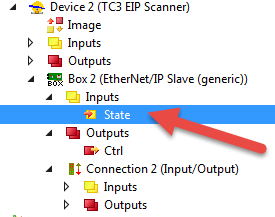 Device 2 (TC3 EIP Scanner)
Image
Inputs
Outputs
BOX Box 2 (EtherNet/IP Slave (generic))
Inputs
State
Outputs
Ctrl
Connection 2 (Input/Output)
Inputs
Outputs